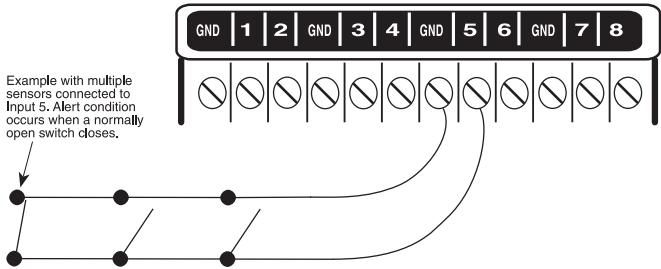 GND 1 2 GND 3 4 GND 5 6 GND 7 8
Example with multiple
sensors connected to
Input 5. Alert condition
occurs when a normally
open switch closes.